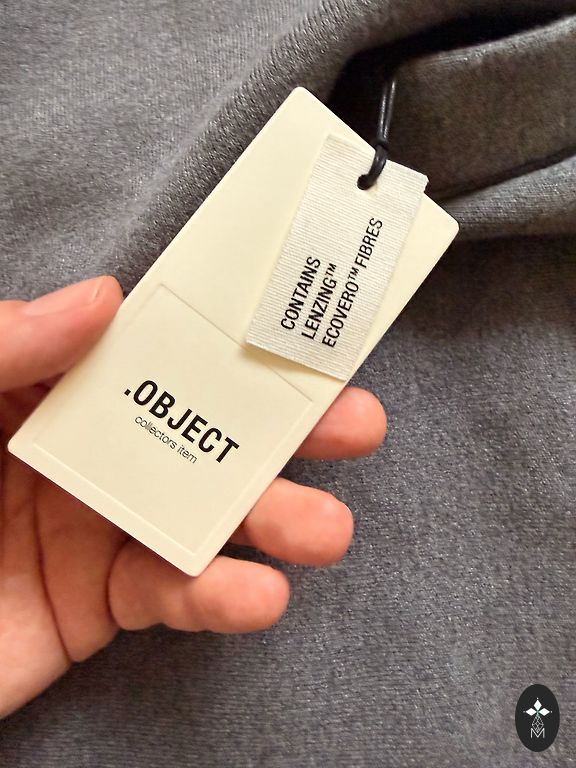 CONTAINS
LENZING™
ECOVERO™ FIBRES
.OBJECT
collectors item
M